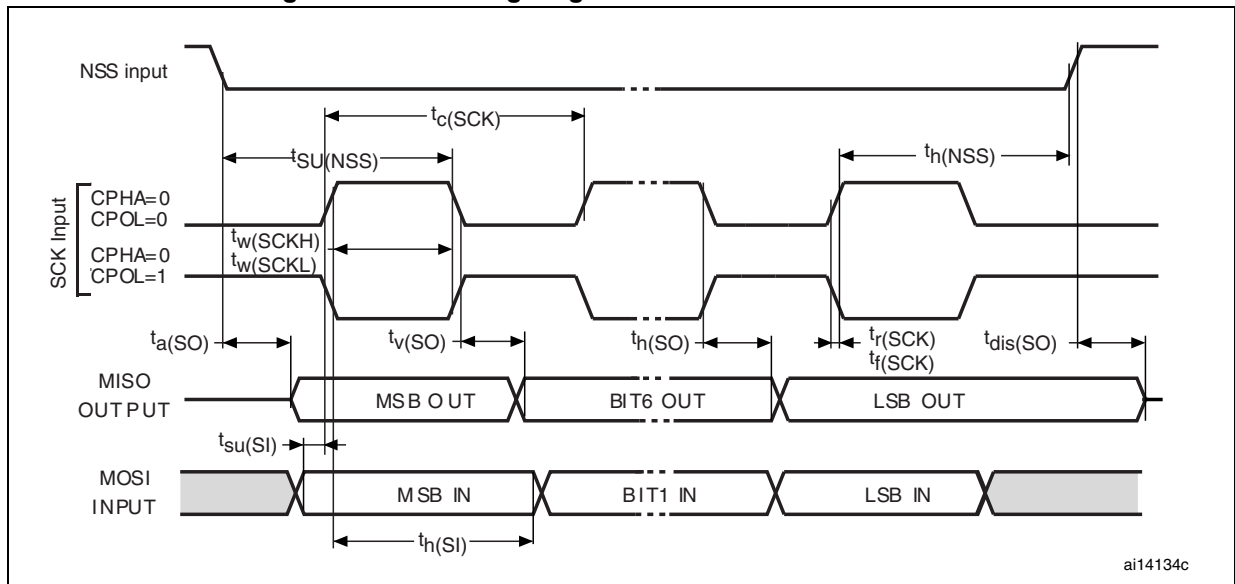 NSS input
tc(SCK)
tSU(NSS)
th(NSS)
SCK Input
CPHA=0
CPOL=0
tw(SCKH)
CPHA=0
tw(SCKL)
CPOL=1
ta(SO)
tv(SO)
th(SO)
tr(SCK)
tf(SCK)
tdis(SO)
MISO
OUTPUT
MSB OUT
BIT6 OUT
LSB OUT
tsu(SI)
MOSI
INPUT
MSB IN
BIT1 IN
LSB IN
th(SI)
ai14134c